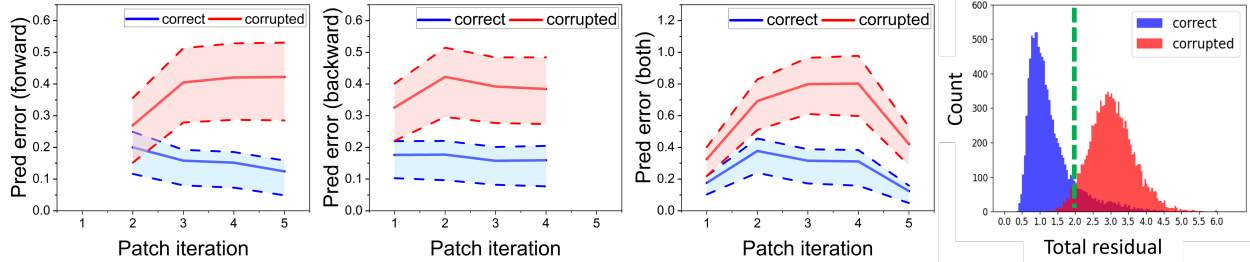 correct corrupted
Pred error (forward)
0.6
0.5
0.4
0.3
0.2
0.1
0.0
1 2 3 4 5
Patch iteration
correct corrupted
Pred error (backward)
0.6
0.5
0.4
0.3
0.2
0.1
0.0
1 2 3 4 5
Patch iteration
correct corrupted
Pred error (both)
1.2
1.0
0.8
0.6
0.4
0.2
0.0
1 2 3 4 5
Patch iteration
correct
corrupted
Count
600
500
400
300
200
100
0
0.0 0.5 1.0 1.5 2.0 2.5 3.0 3.5 4.0 4.5 5.0 5.5 6.0
Total residual